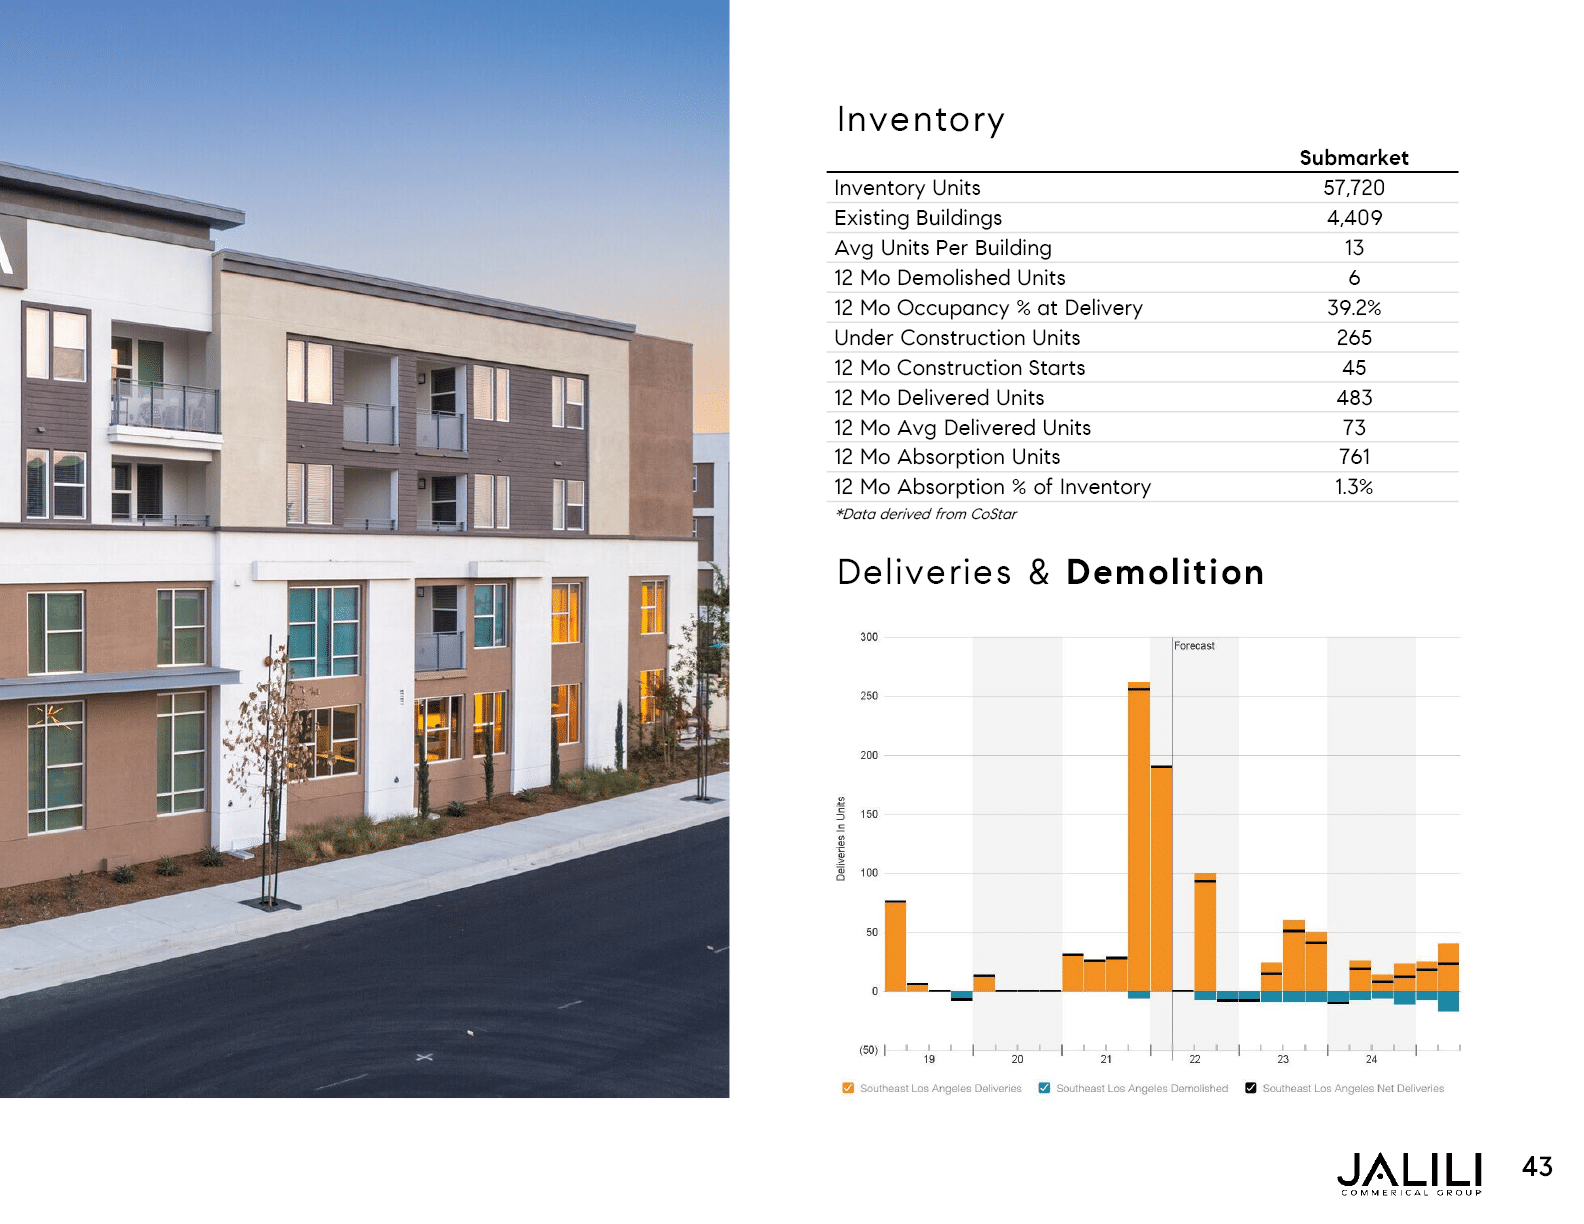 Inventory
Submarket
Inventory Units 57,720
Existing Buildings 4,409
Avg Units Per Building 13
12 Mo Demolished Units 6
12 Mo Occupancy % at Delivery 39.2%
Under Construction Units 265
12 Mo Construction Starts 45
12 Mo Delivered Units 483
12 Mo Avg Delivered Units 73
12 Mo Absorption Units 761
12 Mo Absorption % of Inventory 1.3%
*Data derived from CoStar
Deliveries & Demolition
Deliveries In Units
300
250
200
150
100
50
0
(50)
Forecast
19 20 21 22 23 24
Southeast Los Angeles Deliveries Southeast Los Angeles Demolished Southeast Los Angeles Net Deliveries
JALILI
COMMERICAL GROUP
43